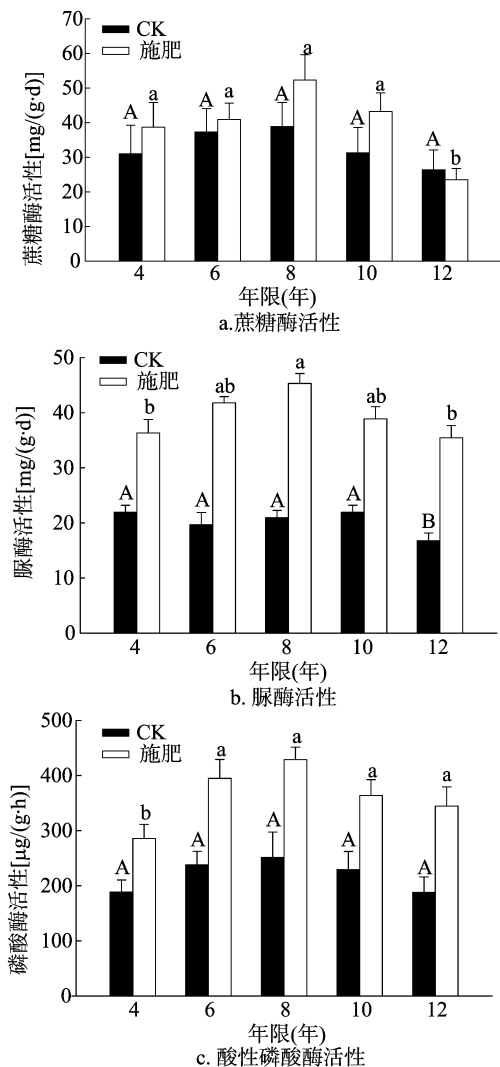 CK
施肥
蔗糖酶活性[mg/(g·d)]
70
60
50
40
30
20
10
0
A a A a A a A a A b
4 6 8 10 12
年限(年)
a.蔗糖酶活性
CK
施肥
脲酶活性[mg/(g·d)]
50
40
30
20
10
0
A b A ab A a A ab B b
4 6 8 10 12
年限(年)
b. 脲酶活性
CK
施肥
磷酸酶活性[μg/(g·h)]
500
400
300
200
100
0
A b A a A a A a A a
4 6 8 10 12
年限(年)
c. 酸性磷酸酶活性